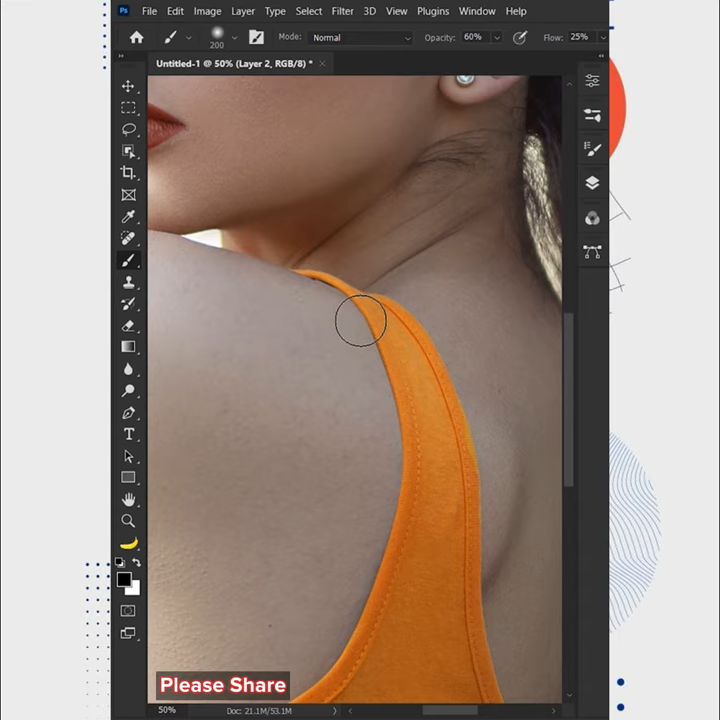 Ps File Edit Image Layer Type Select Filter 3D View Plugins Window Help
200 Mode: Normal Opacity: 60% Flow: 25%
Untitled-1 @ 50% (Layer 2, RGB/8) * ×
T
Please Share
50% Doc: 21.1M/53.1M